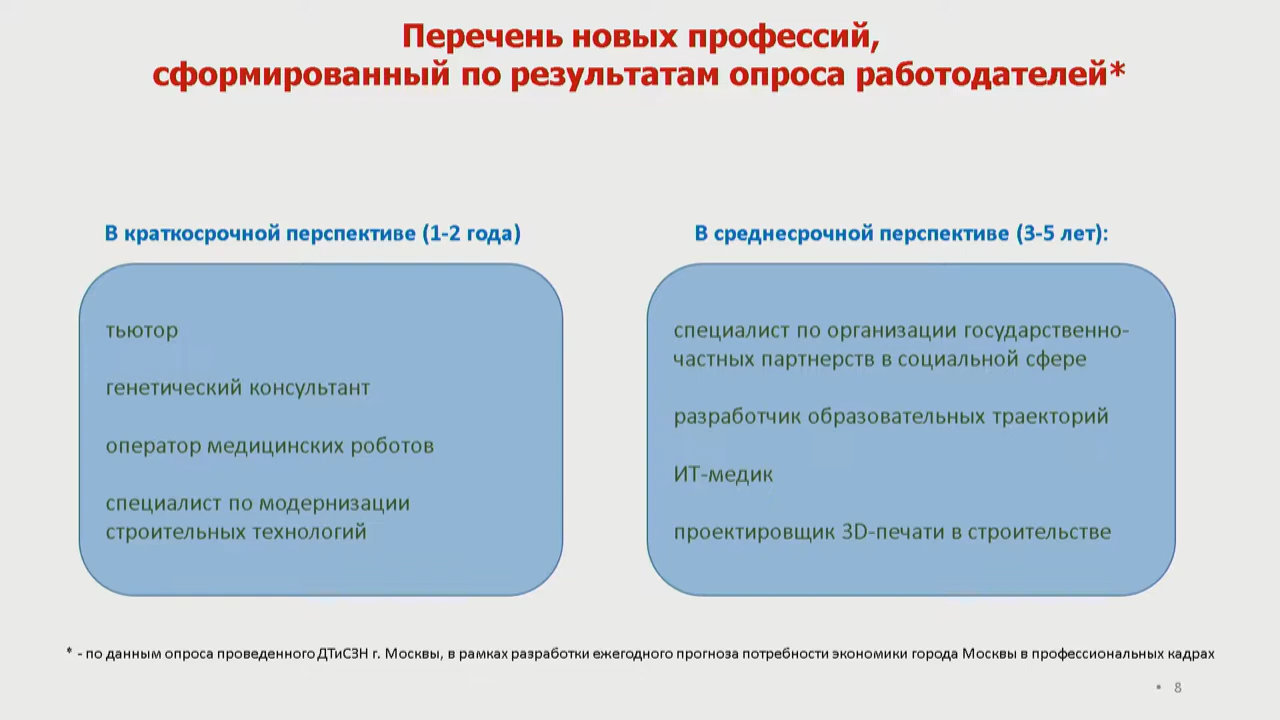 Перечень новых профессий,
сформированный по результатам опроса работодателей*
В краткосрочной перспективе (1-2 года)
тьютор
генетический консультант
оператор медицинских роботов
специалист по модернизации
строительных технологий
В среднесрочной перспективе (3-5 лет):
специалист по организации государственно-
частных партнерств в социальной сфере
разработчик образовательных траекторий
ИТ-медик
проектировщик 3D-печати в строительстве
* - по данным опроса проведенного ДТиСЗН г. Москвы, в рамках разработки ежегодного прогноза потребности экономики города Москвы в профессиональных кадрах
• 8